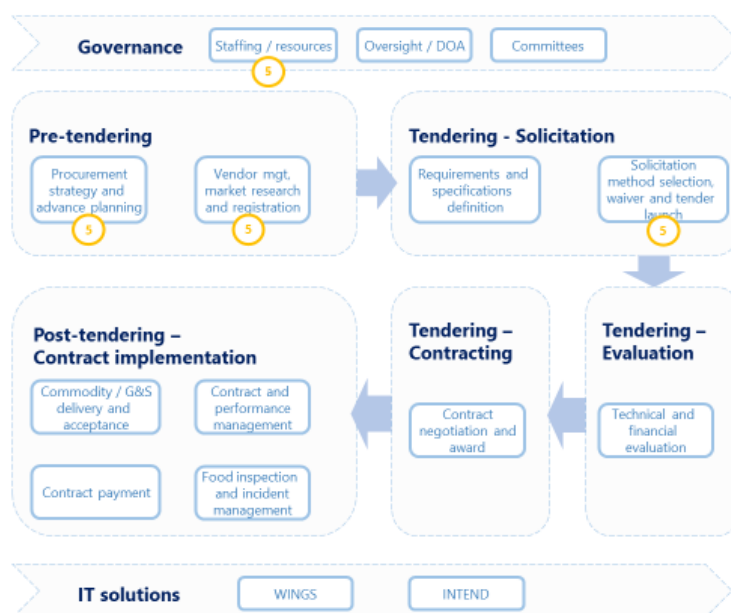 Governance
Staffing / resources
Oversight / DOA
Committees
5
Pre-tendering
Procurement
strategy and
advance planning
5
Vendor mgt,
market research
and registration
5
Tendering - Solicitation
Requirements and
specifications
definition
Solicitation
method selection,
waiver and tender
launch
5
Post-tendering –
Contract implementation
Commodity / G&S
delivery and
acceptance
Contract and
performance
management
Contract payment
Food inspection
and incident
management
Tendering –
Contracting
Contract
negotiation and
award
Tendering –
Evaluation
Technical and
financial
evaluation
IT solutions
WINGS
INTEND